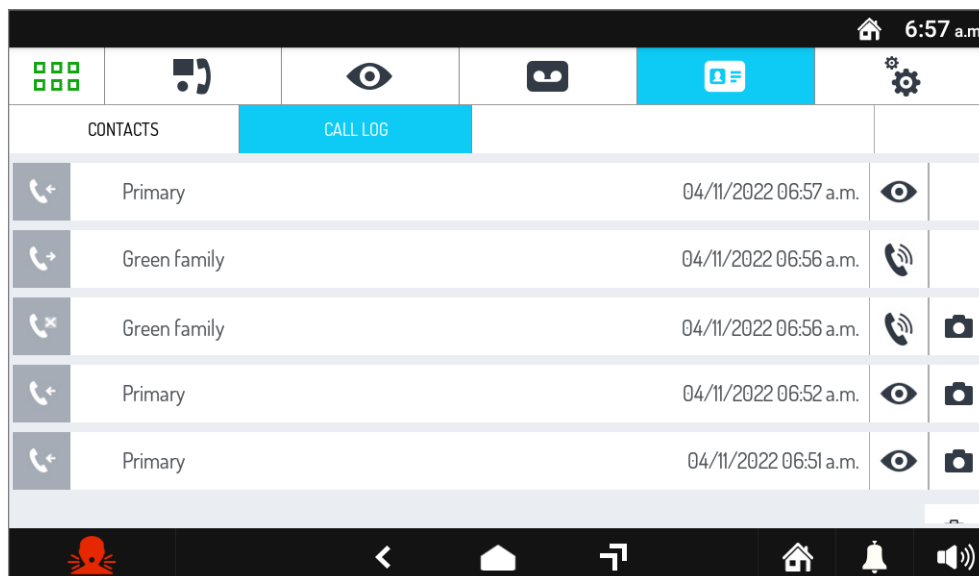 6:57 a.m
CONTACTS CALL LOG
Primary 04/11/2022 06:57 a.m.
Green family 04/11/2022 06:56 a.m.
Green family 04/11/2022 06:56 a.m.
Primary 04/11/2022 06:52 a.m.
Primary 04/11/2022 06:51 a.m.